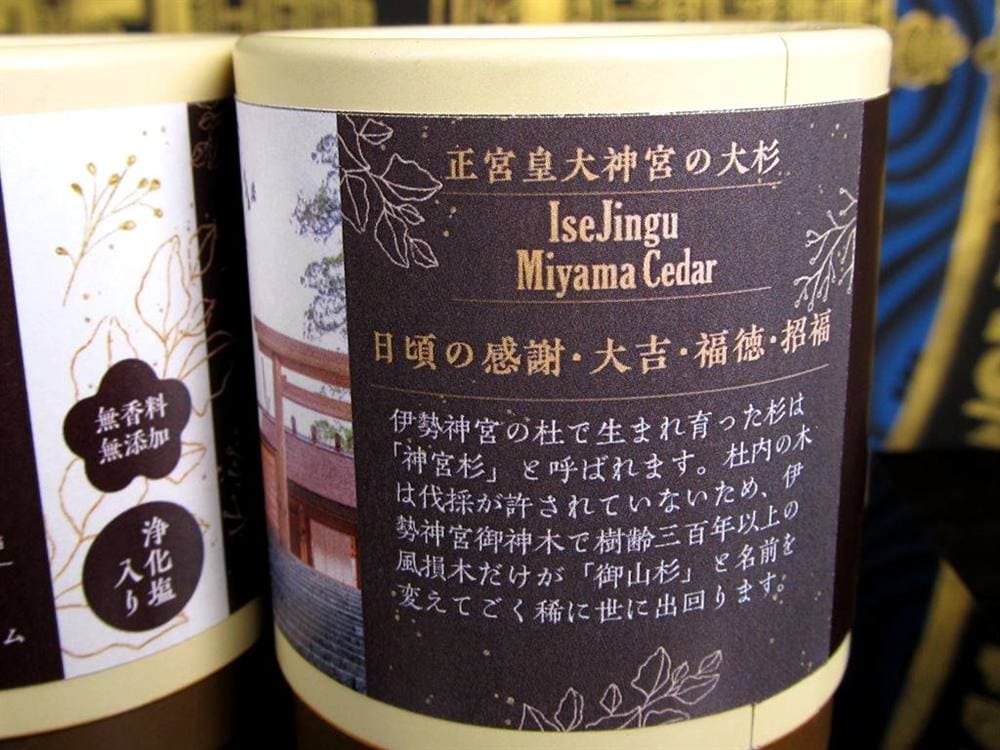 正宮皇大神宮の大杉
IseJingu
Miyama Cedar
日頃の感謝・大吉・福徳・招福
伊勢神宮の杜で生まれ育った杉は
「神宮杉」と呼ばれます。杜内の木
は伐採が許されていないため、伊
勢神宮御神木で樹齢三百年以上の
風損木だけが「御山杉」と名前を
変えてごく稀に世に出回ります。
無香料
無添加
浄化塩
入り
ム